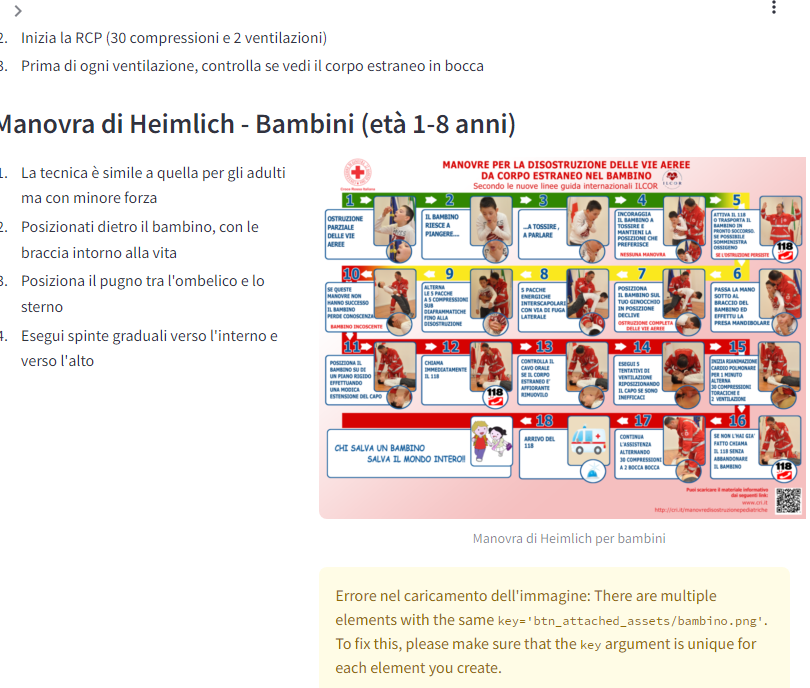 2. Inizia la RCP (30 compressioni e 2 ventilazioni)
3. Prima di ogni ventilazione, controlla se vedi il corpo estraneo in bocca
Manovra di Heimlich - Bambini (età 1-8 anni)
1. La tecnica è simile a quella per gli adulti
ma con minore forza
2. Posizionati dietro il bambino, con le
braccia intorno alla vita
3. Posiziona il pugno tra l'ombelico e lo
sterno
4. Esegui spinte graduali verso l'interno e
verso l'alto
MANOVRE PER LA DISOSTRUZIONE DELLE VIE AEREE
DA CORPO ESTRANEO NEL BAMBINO
Secondo le nuove linee guida internazionali ILCOR
Croce Rossa Italiana
ILCOR
1
OSTRUZIONE
PARZIALE
DELLE VIE
AEREE
2
IL BAMBINO
RIESCE A
PIANGERE...
3
...A TOSSIRE,
A PARLARE
4
INCORAGGIA
IL BAMBINO A
TOSSIRE E
MANTIENI LA
POSIZIONE CHE
PREFERISCE
NESSUNA MANOVRA
5
ATTIVA IL 118
O TRASPORTA IL
BAMBINO IN
PRONTO SOCCORSO.
SE POSSIBILE
SOMMINISTRA
OSSIGENO
SE L'OSTRUZIONE PERSISTE
118
10
SE QUESTE
MANOVRE NON
HANNO SUCCESSO
IL BAMBINO
PERDE CONOSCENZA
BAMBINO INCOSCENTE
9
ALTERNA
LE 5 PACCHE
A 5 COMPRESSIONI
SUB
DIAFRAMMATICHE
FINO ALLA
DISOSTRUZIONE
8
5 PACCHE
ENERGICHE
INTERSCAPOLARI
CON VIA DI FUGA
LATERALE
7
POSIZIONA
IL BAMBINO SUL
TUO GINOCCHIO
IN POSIZIONE
DECLIVE
OSTRUZIONE COMPLETA
DELLE VIE AEREE
6
PASSA LA MANO
SOTTO AL
BRACCIO DEL
BAMBINO ED
EFFETTU LA
PRESA MANDIBOLARE
11
POSIZIONA IL
BAMBINO SU DI
UN PIANO RIGIDO
EFFETTUANDO
UNA MODICA
ESTENSIONE DEL CAPO
12
CHIAMA
IMMEDIATAMENTE
IL 118
118
13
CONTROLLA IL
CAVO ORALE
SE IL CORPO
ESTRANEO E'
AFFIORANTE
RIMUOVILO
14
ESEGUI 5
TENTATIVI DI
VENTILAZIONE
RIPOSIZIONANDO
IL CAPO SE SONO
INEFFICACI
15
INIZIA RIANIMAZIONE
CARDIO POLMONARE
PER 1 MINUTO
ALTERNA
30 COMPRESSIONI
TORACICHE E
2 VENTILAZIONI
CHI SALVA UN BAMBINO
SALVA IL MONDO INTERO!!
18
ARRIVO DEL
118
17
CONTINUA
L'ASSISTENZA
ALTERNANDO
30 COMPRESSIONI
A 2 BOCCA BOCCA
16
SE NON L'HAI GIA'
FATTO CHIAMA
IL 118 SENZA
ABBANDONARE
IL BAMBINO
118
Puoi scaricare il materiale informativo
dai seguenti link:
www.cri.it
http://cri.it/manovredisostruzionepediatriche
Manovra di Heimlich per bambini
Errore nel caricamento dell'immagine: There are multiple
elements with the same key='btn_attached_assets/bambino.png'.
To fix this, please make sure that the key argument is unique for
each element you create.